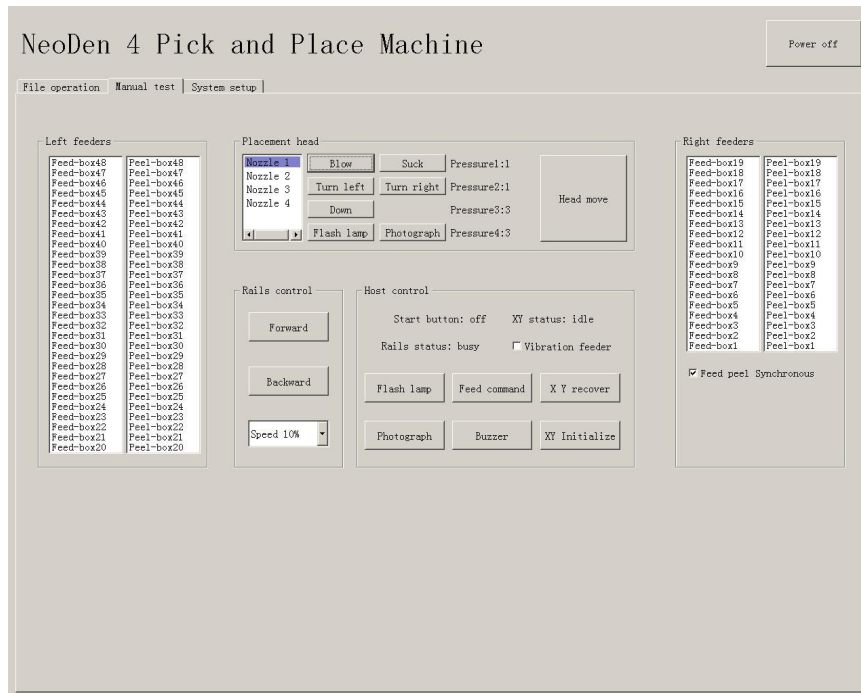 NeoDen 4 Pick and Place Machine
Power off
File operation
Manual test
System setup
Left feeders
Feed-box48 Peel-box48
Feed-box47 Peel-box47
Feed-box46 Peel-box46
Feed-box45 Peel-box45
Feed-box44 Peel-box44
Feed-box43 Peel-box43
Feed-box42 Peel-box42
Feed-box41 Peel-box41
Feed-box40 Peel-box40
Feed-box39 Peel-box39
Feed-box38 Peel-box38
Feed-box37 Peel-box37
Feed-box36 Peel-box36
Feed-box35 Peel-box35
Feed-box34 Peel-box34
Feed-box33 Peel-box33
Feed-box32 Peel-box32
Feed-box31 Peel-box31
Feed-box30 Peel-box30
Feed-box29 Peel-box29
Feed-box28 Peel-box28
Feed-box27 Peel-box27
Feed-box26 Peel-box26
Feed-box25 Peel-box25
Feed-box24 Peel-box24
Feed-box23 Peel-box23
Feed-box22 Peel-box22
Feed-box21 Peel-box21
Feed-box20 Peel-box20
Placement head
Nozzle 1
Nozzle 2
Nozzle 3
Nozzle 4
Blow Suck Pressure1:1
Turn left Turn right Pressure2:1
Down Pressure3:3
Flash lamp Photograph Pressure4:3
Head move
Rails control
Forward
Backward
Speed 10%
Host control
Start button: off XY status: idle
Rails status: busy Vibration feeder
Flash lamp Feed command X Y recover
Photograph Buzzer XY Initialize
Right feeders
Feed-box19 Peel-box19
Feed-box18 Peel-box18
Feed-box17 Peel-box17
Feed-box16 Peel-box16
Feed-box15 Peel-box15
Feed-box14 Peel-box14
Feed-box13 Peel-box13
Feed-box12 Peel-box12
Feed-box11 Peel-box11
Feed-box10 Peel-box10
Feed-box9 Peel-box9
Feed-box8 Peel-box8
Feed-box7 Peel-box7
Feed-box6 Peel-box6
Feed-box5 Peel-box5
Feed-box4 Peel-box4
Feed-box3 Peel-box3
Feed-box2 Peel-box2
Feed-box1 Peel-box1
Feed peel Synchronous